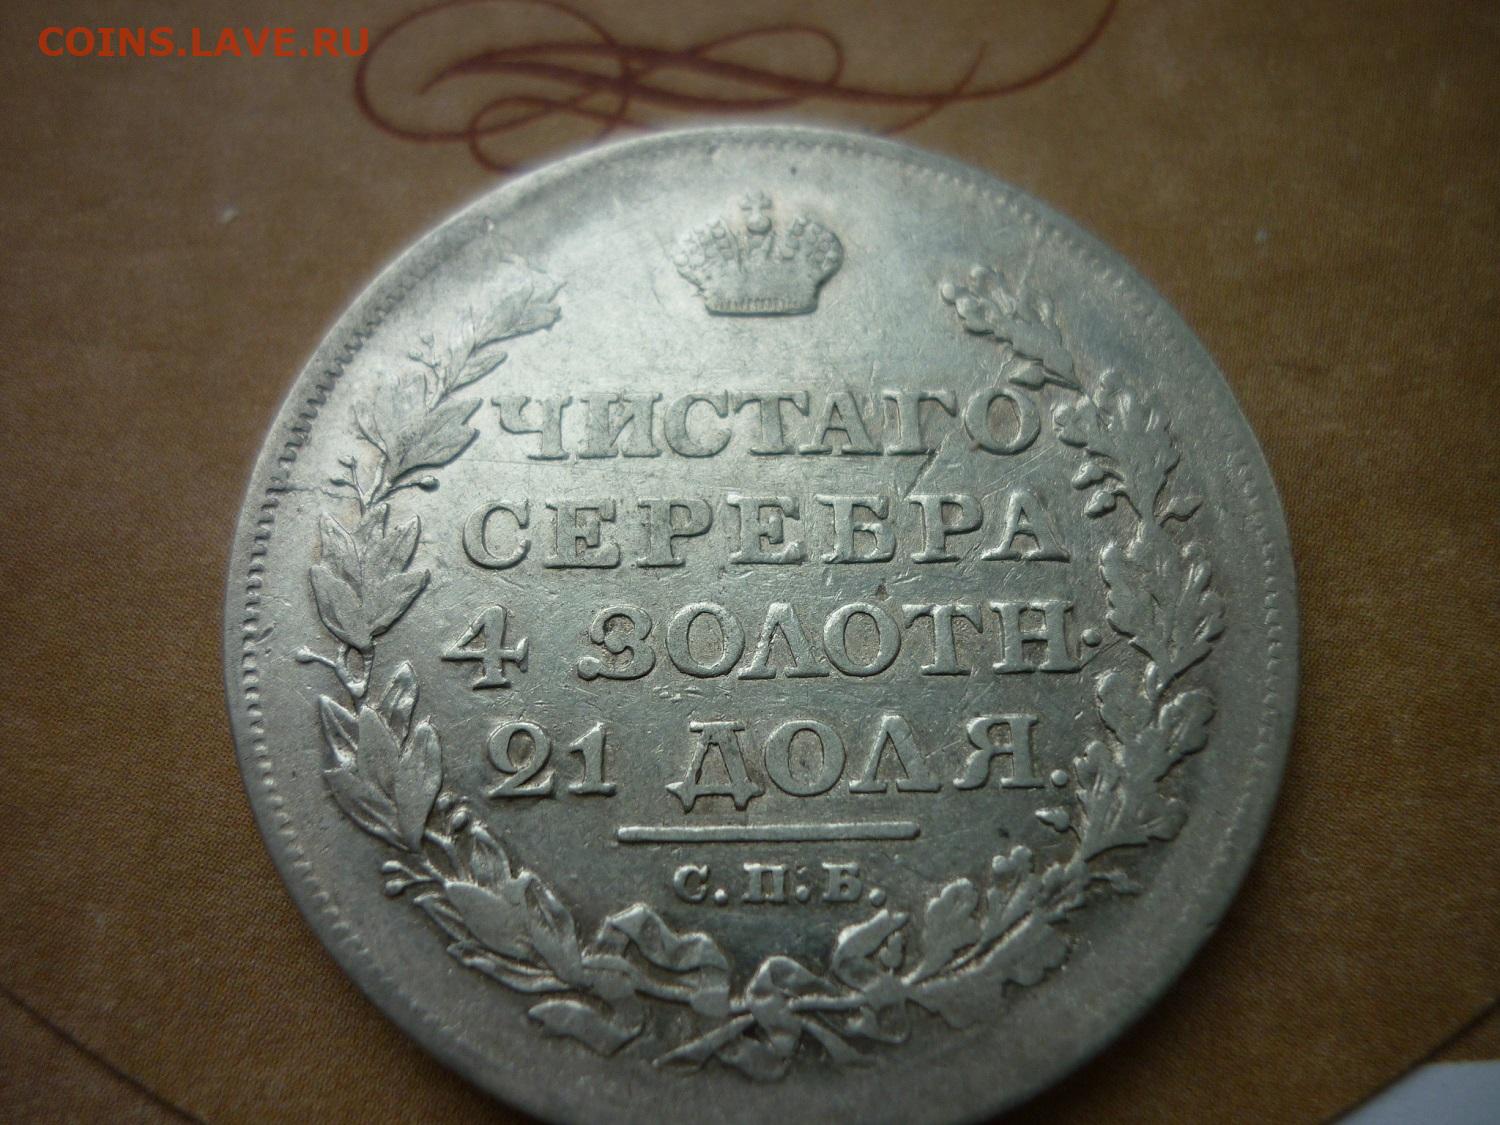 COINS.LAVE.RU
ЧИСТАГО
СЕРЕБРА
4 ЗОЛОТН.
21 ДОЛЯ.
С.П.Б.